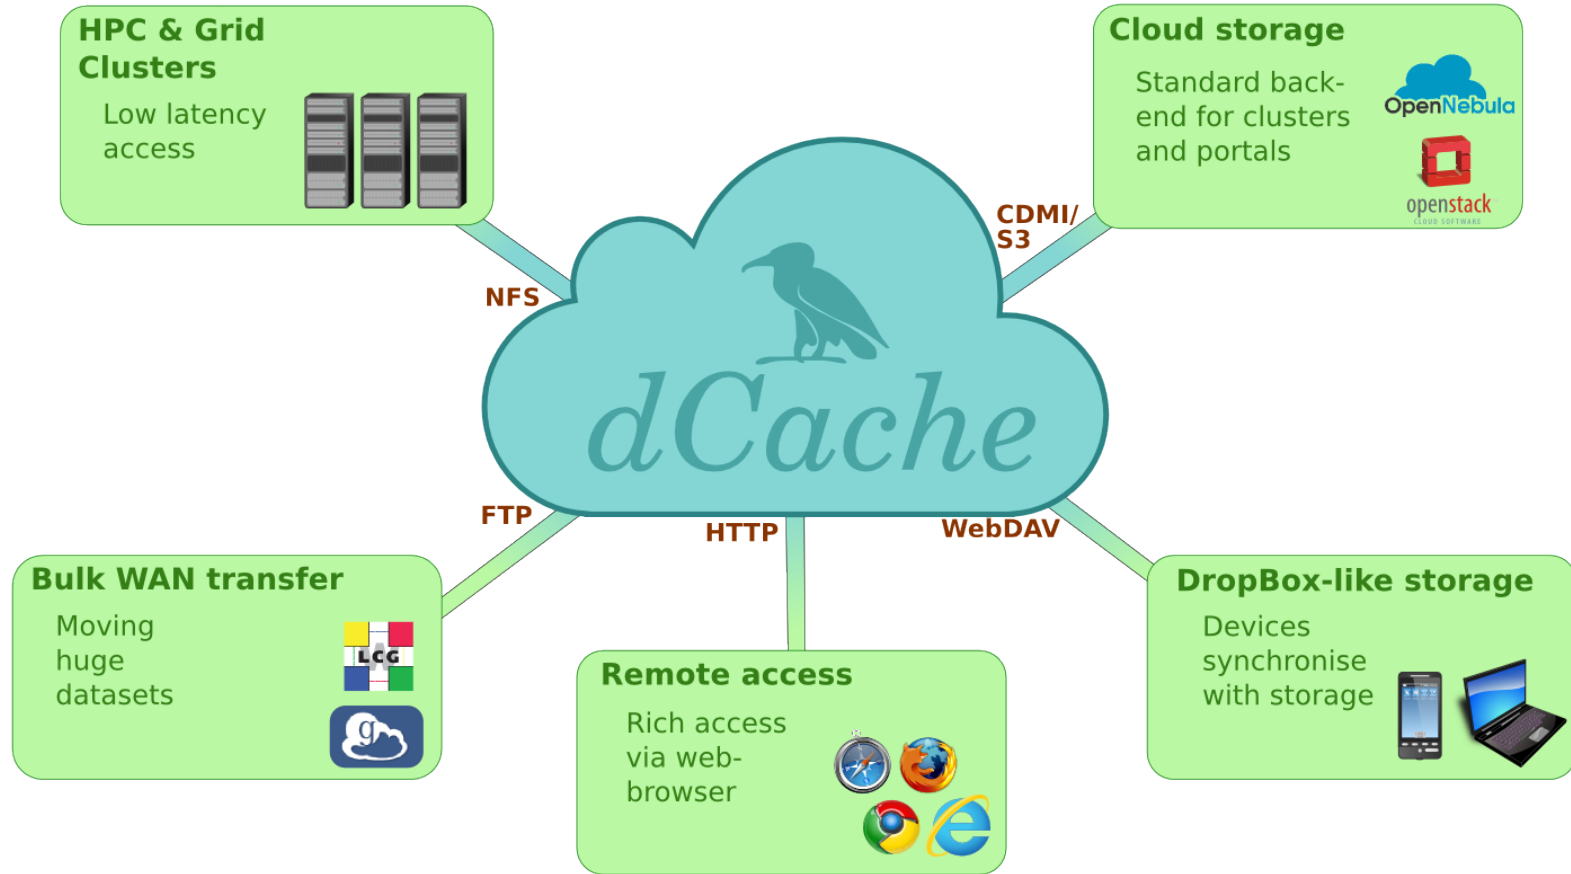 HPC & Grid
Clusters
Low latency
access
Cloud storage
Standard back-
end for clusters
and portals
OpenNebula
openstack
CLOUD SOFTWARE
CDMI/
S3
NFS
dCache
FTP
HTTP
WebDAV
Bulk WAN transfer
Moving
huge
datasets
LCG
g
Remote access
Rich access
via web-
browser
DropBox-like storage
Devices
synchronise
with storage